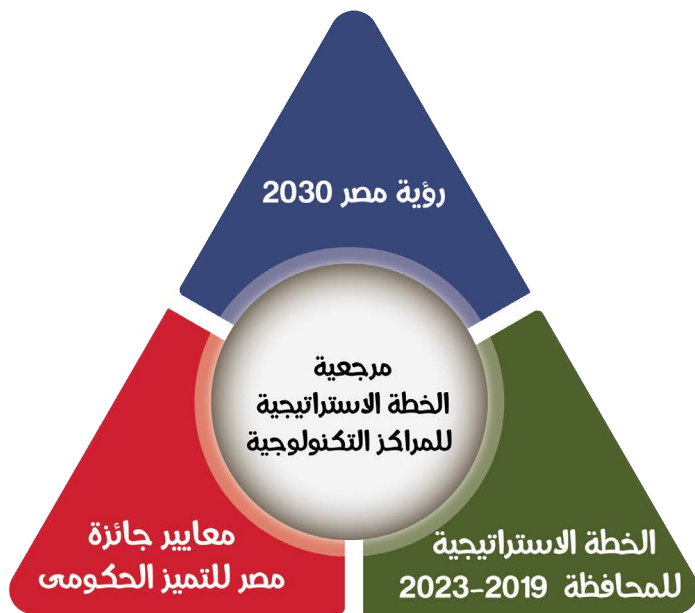 رؤية مصر 2030
مرجعية
الخطة الاستراتيجية
للمراكز التكنولوجية
الخطة الاستراتيجية
للمحافظة 2019-2023
معايير جائزة
مصر للتميز الحكومى